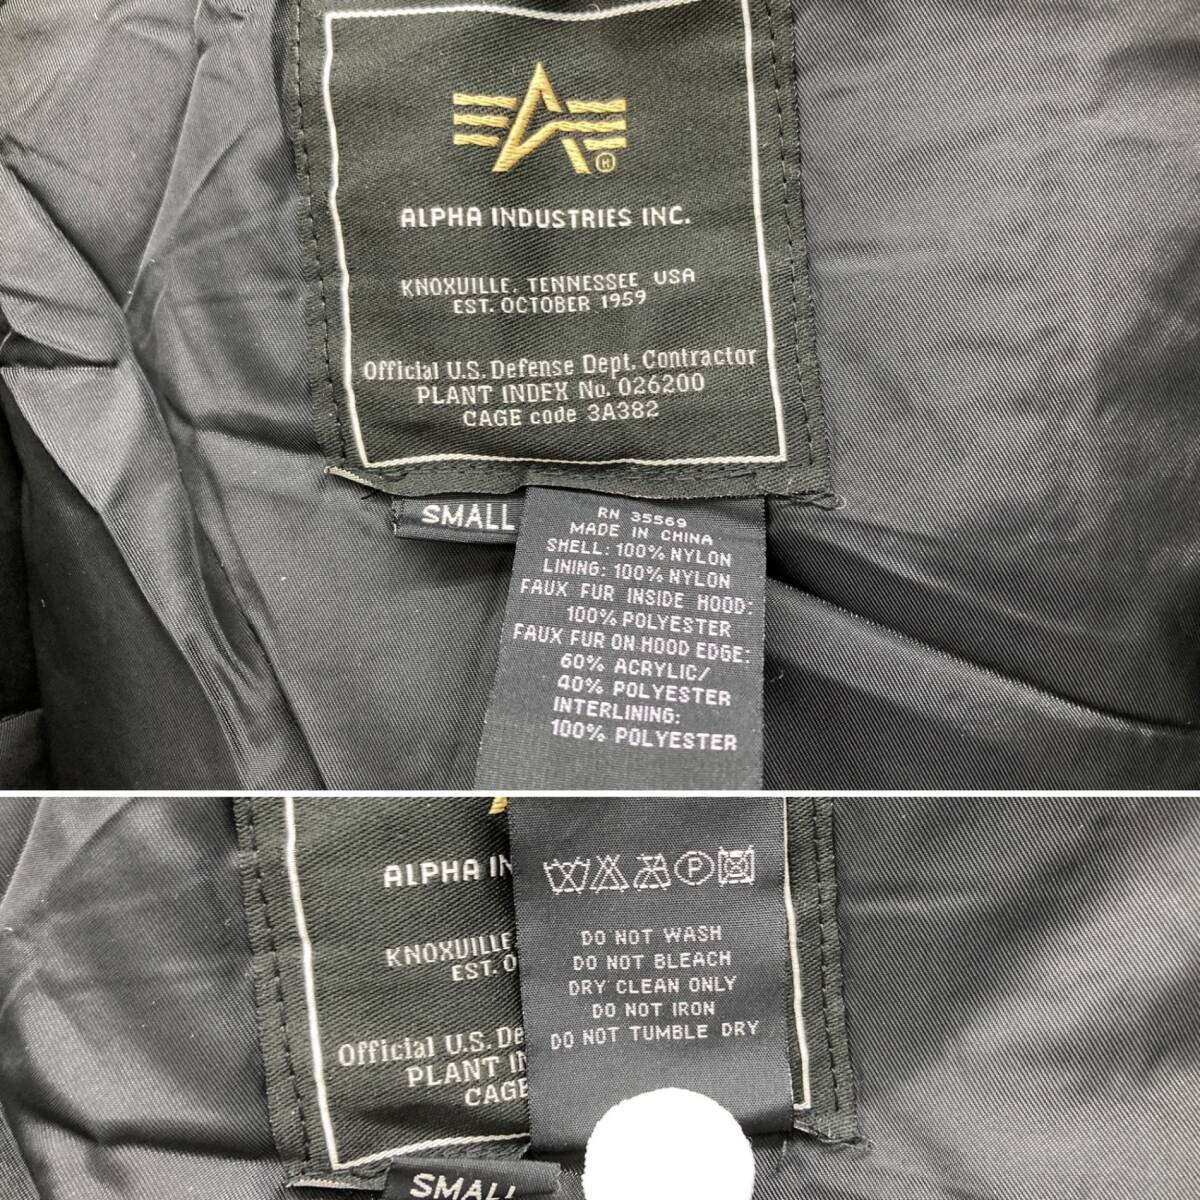 ALPHA INDUSTRIES INC.
KNOXVILLE, TENNESSEE, USA
EST. OCTOBER 1959
Official U.S. Defense Dept. Contractor
PLANT INDEX No. 026200
CAGE code 3A382
SMALL
RN 35569
MADE IN CHINA
SHELL: 100% NYLON
LINING: 100% NYLON
FAUX FUR INSIDE HOOD:
100% POLYESTER
FAUX FUR ON HOOD EDGE:
60% ACRYLIC/
40% POLYESTER
INTERLINING:
100% POLYESTER
ALPHA IN
KNOXVILLE
EST. O
Official U.S. De
PLANT IN
CAGE
P
DO NOT WASH
DO NOT BLEACH
DRY CLEAN ONLY
DO NOT IRON
DO NOT TUMBLE DRY
SMALL